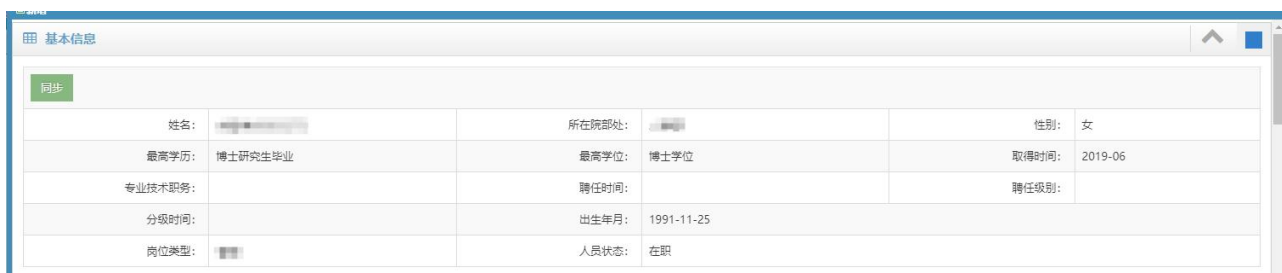 基本信息
同步
姓名: 所在院部处: 性别: 女
最高学历: 博士研究生毕业 最高学位: 博士学位 取得时间: 2019-06
专业技术职务: 聘任时间: 聘任级别:
分级时间: 出生年月: 1991-11-25
岗位类型: 人员状态: 在职